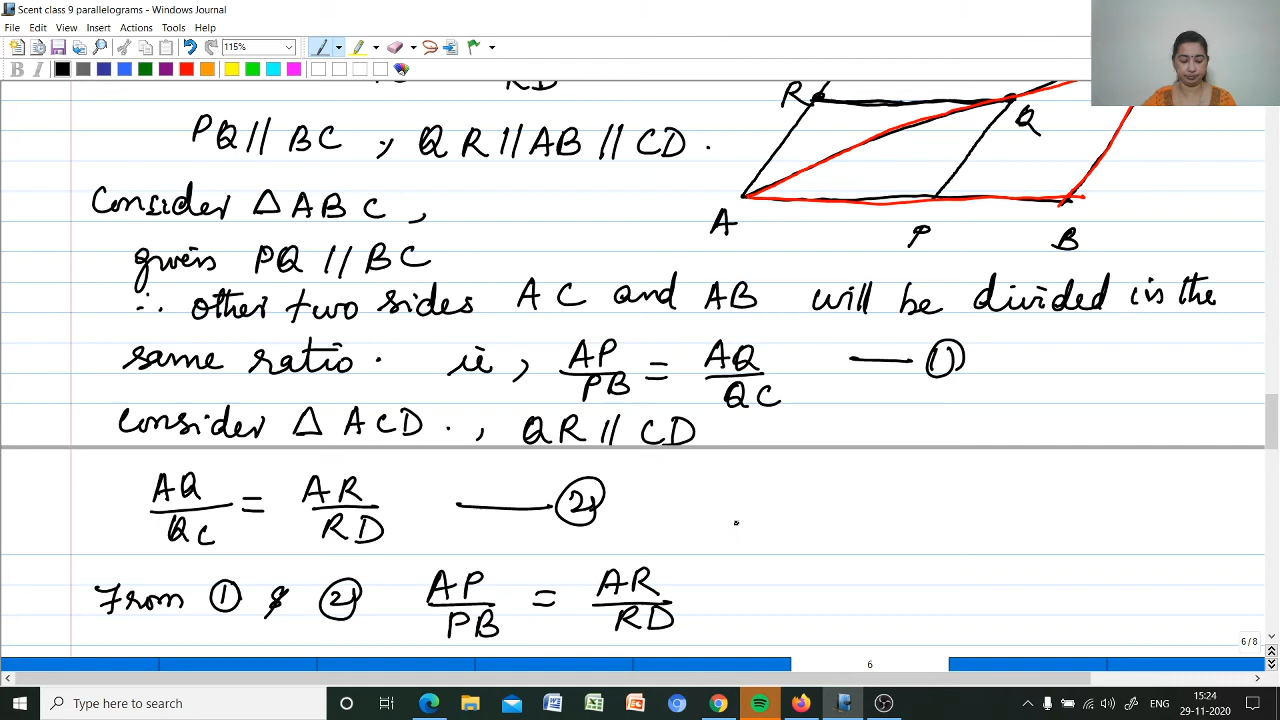 Scent class 9 parallelograms - Windows Journal
File Edit View Insert Actions Tools Help
115%
B I
RD
R
Q
PQ // BC , QR // AB // CD .
A
P
B
Consider △ ABC ,
given PQ // BC
∴ other two sides AC and AB will be divided in the
same ratio . ie , AP/PB = AQ/QC —— ①
Consider △ ACD . , QR // CD
AQ/QC = AR/RD —— ②
From ① & ② AP/PB = AR/RD
6/8
6
Type here to search
ENG
15:24
29-11-2020